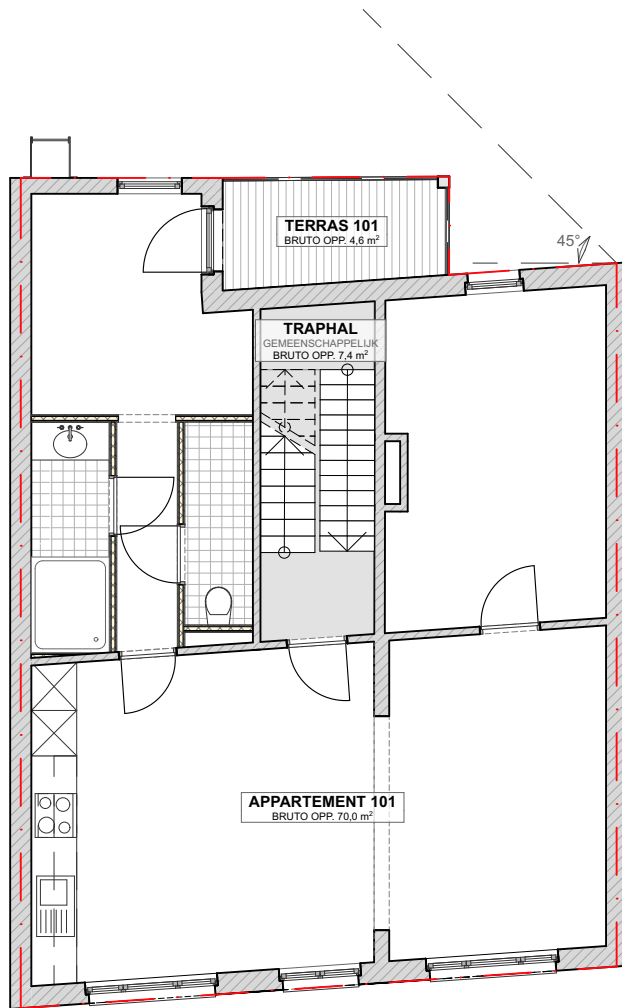 TERRAS 101
BRUTO OPP. 4,6 m²
45°
TRAPHAL
GEMEENSCHAPPELIJK
BRUTO OPP. 7,4 m²
APPARTEMENT 101
BRUTO OPP. 70,0 m²